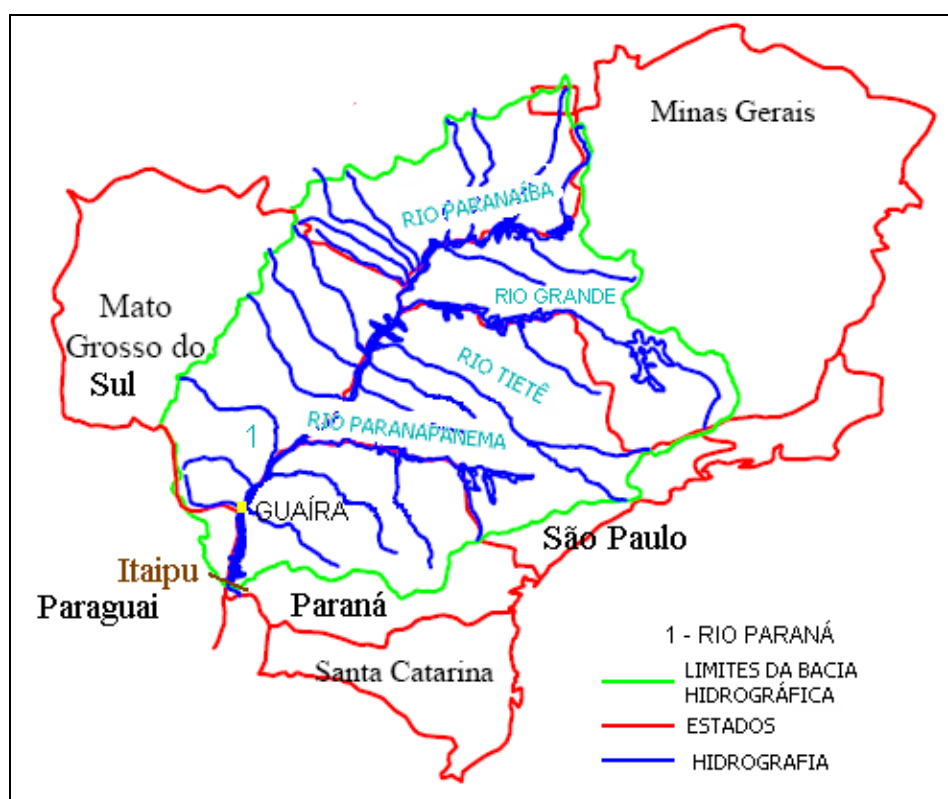 Minas Gerais
RIO PARANAÍBA
RIO GRANDE
Mato
Grosso do
Sul
RIO TIETÊ
RIO PARANAPANEMA
1
GUAÍRA
São Paulo
Itaipu
Paraguai
Paraná
Santa Catarina
1 - RIO PARANÁ
LIMITES DA BACIA
HIDROGRÁFICA
ESTADOS
HIDROGRAFIA